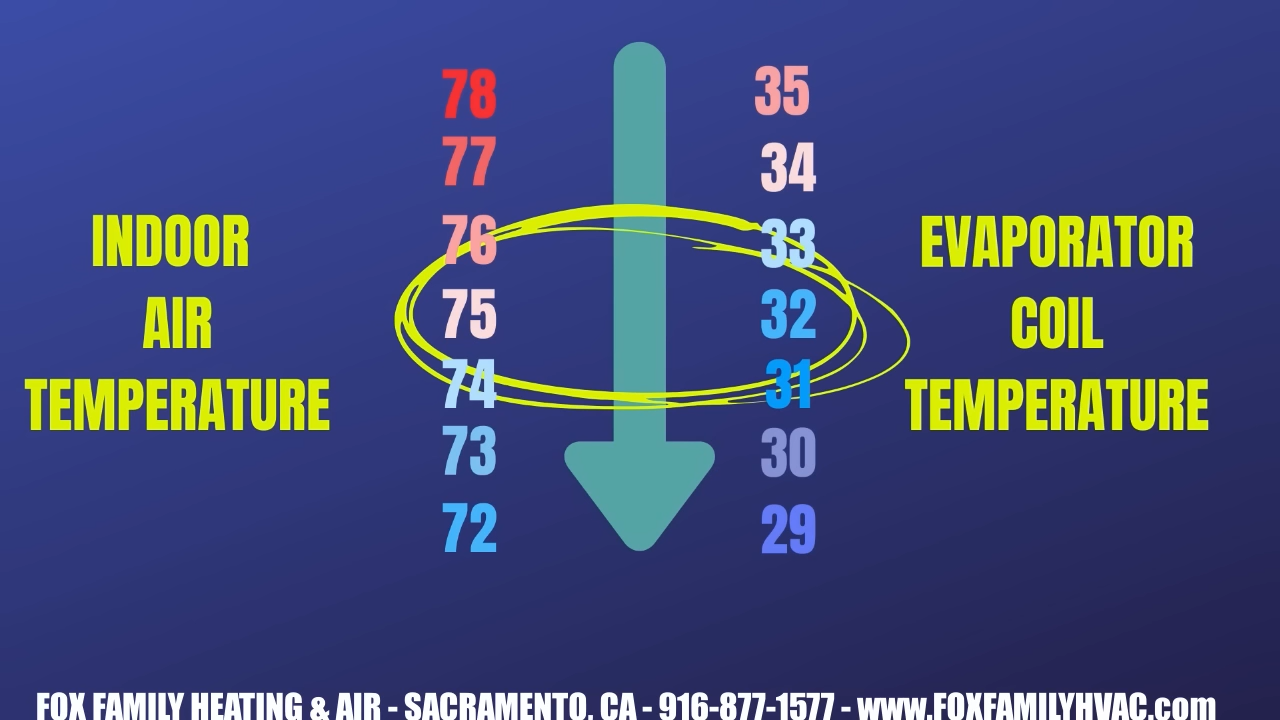 INDOOR
AIR
TEMPERATURE
78
77
76
75
74
73
72
35
34
33
32
31
30
29
EVAPORATOR
COIL
TEMPERATURE
FOX FAMILY HEATING & AIR - SACRAMENTO, CA - 916-877-1577 - www.FOXFAMILYHVAC.com